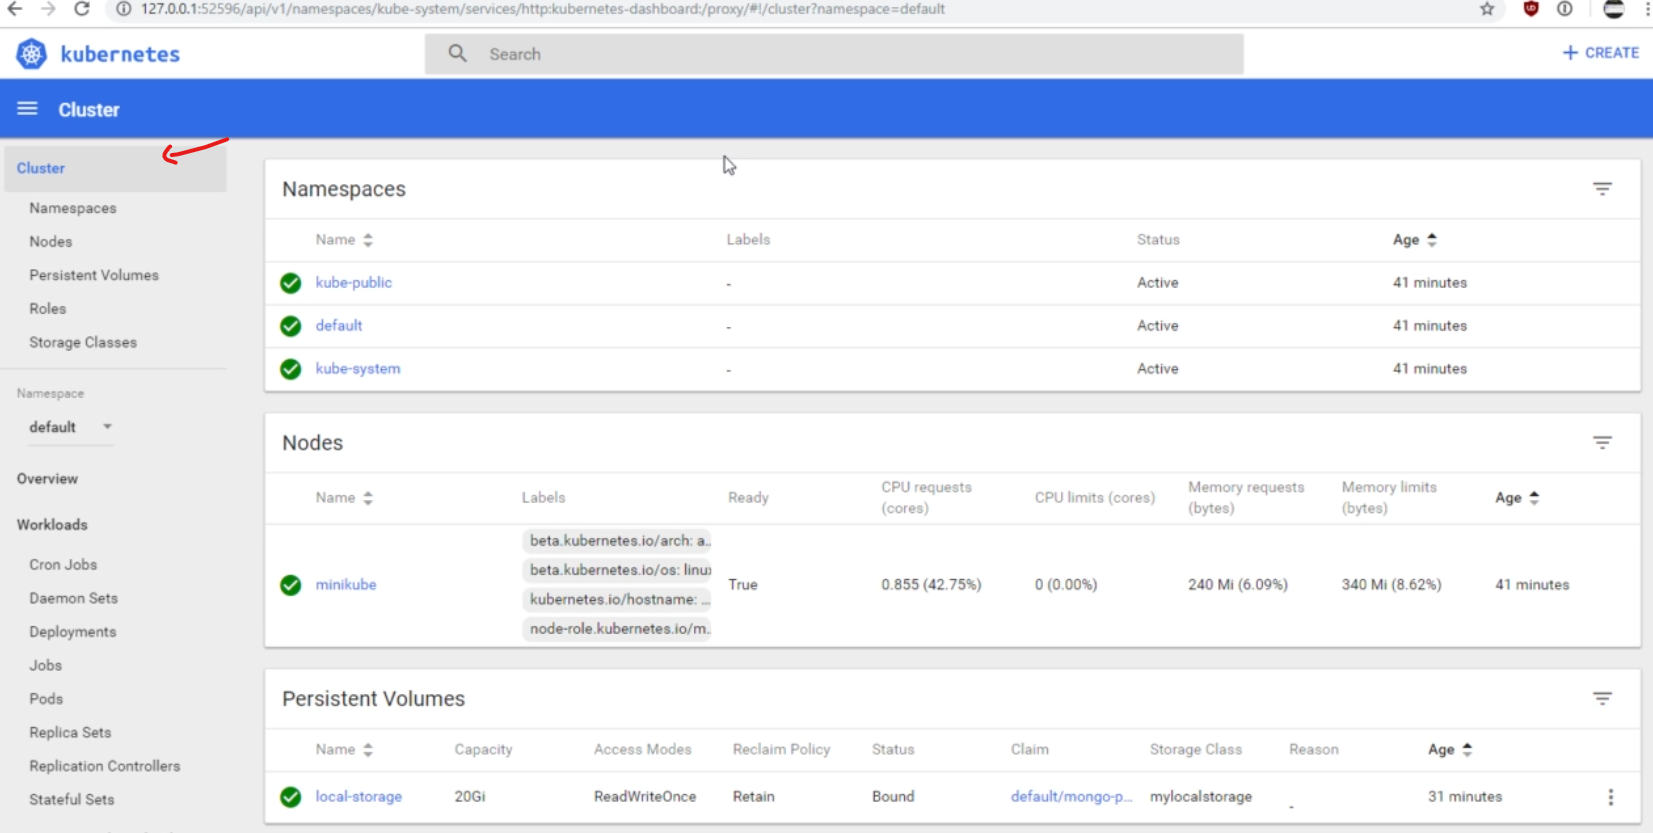 127.0.0.1:52596/api/v1/namespaces/kube-system/services/http:kubernetes-dashboard:/proxy/#!/cluster?namespace=default
kubernetes
Search
+ CREATE
Cluster
Cluster
Namespaces
Nodes
Persistent Volumes
Roles
Storage Classes
Namespace
default
Overview
Workloads
Cron Jobs
Daemon Sets
Deployments
Jobs
Pods
Replica Sets
Replication Controllers
Stateful Sets
Namespaces
Name Labels Status Age
kube-public - Active 41 minutes
default - Active 41 minutes
kube-system - Active 41 minutes
Nodes
Name Labels Ready CPU requests (cores) CPU limits (cores) Memory requests (bytes) Memory limits (bytes) Age
beta.kubernetes.io/arch: a..
beta.kubernetes.io/os: linux
minikube True 0.855 (42.75%) 0 (0.00%) 240 Mi (6.09%) 340 Mi (8.62%) 41 minutes
kubernetes.io/hostname: ...
node-role.kubernetes.io/m..
Persistent Volumes
Name Capacity Access Modes Reclaim Policy Status Claim Storage Class Reason Age
local-storage 20Gi ReadWriteOnce Retain Bound default/mongo-p... mylocalstorage - 31 minutes